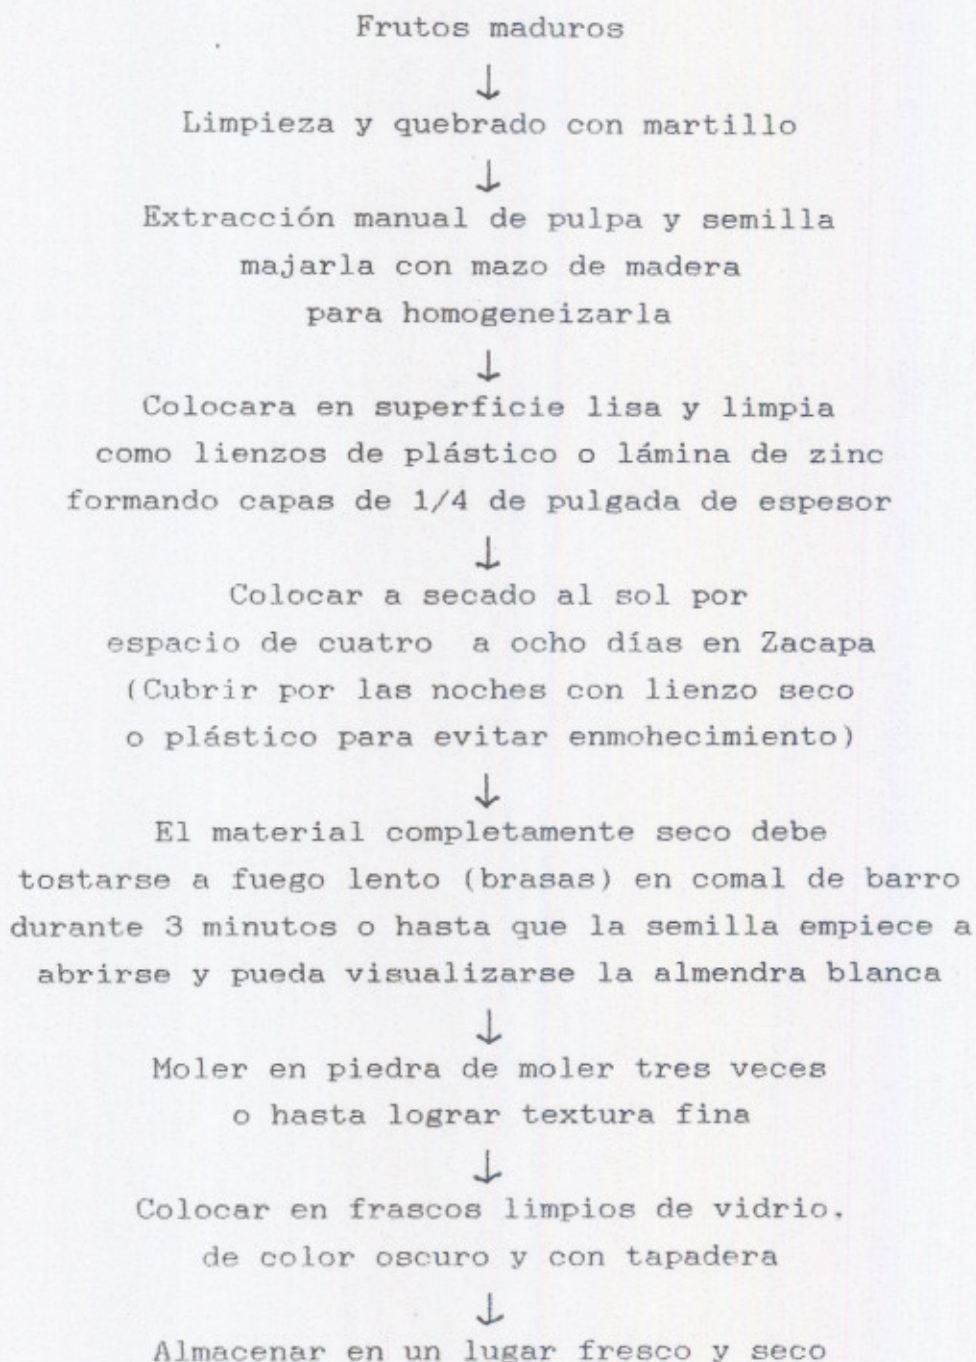 Frutos maduros
↓
Limpieza y quebrado con martillo
↓
Extracción manual de pulpa y semilla
majarla con mazo de madera
para homogeneizarla
↓
Colocara en superficie lisa y limpia
como lienzos de plástico o lámina de zinc
formando capas de 1/4 de pulgada de espesor
↓
Colocar a secado al sol por
espacio de cuatro a ocho días en Zacapa
(Cubrir por las noches con lienzo seco
o plástico para evitar enmohecimiento)
↓
El material completamente seco debe
tostarse a fuego lento (brasas) en comal de barro
durante 3 minutos o hasta que la semilla empiece a
abrirse y pueda visualizarse la almendra blanca
↓
Moler en piedra de moler tres veces
o hasta lograr textura fina
↓
Colocar en frascos limpios de vidrio,
de color oscuro y con tapadera
↓
Almacenar en un lugar fresco y seco